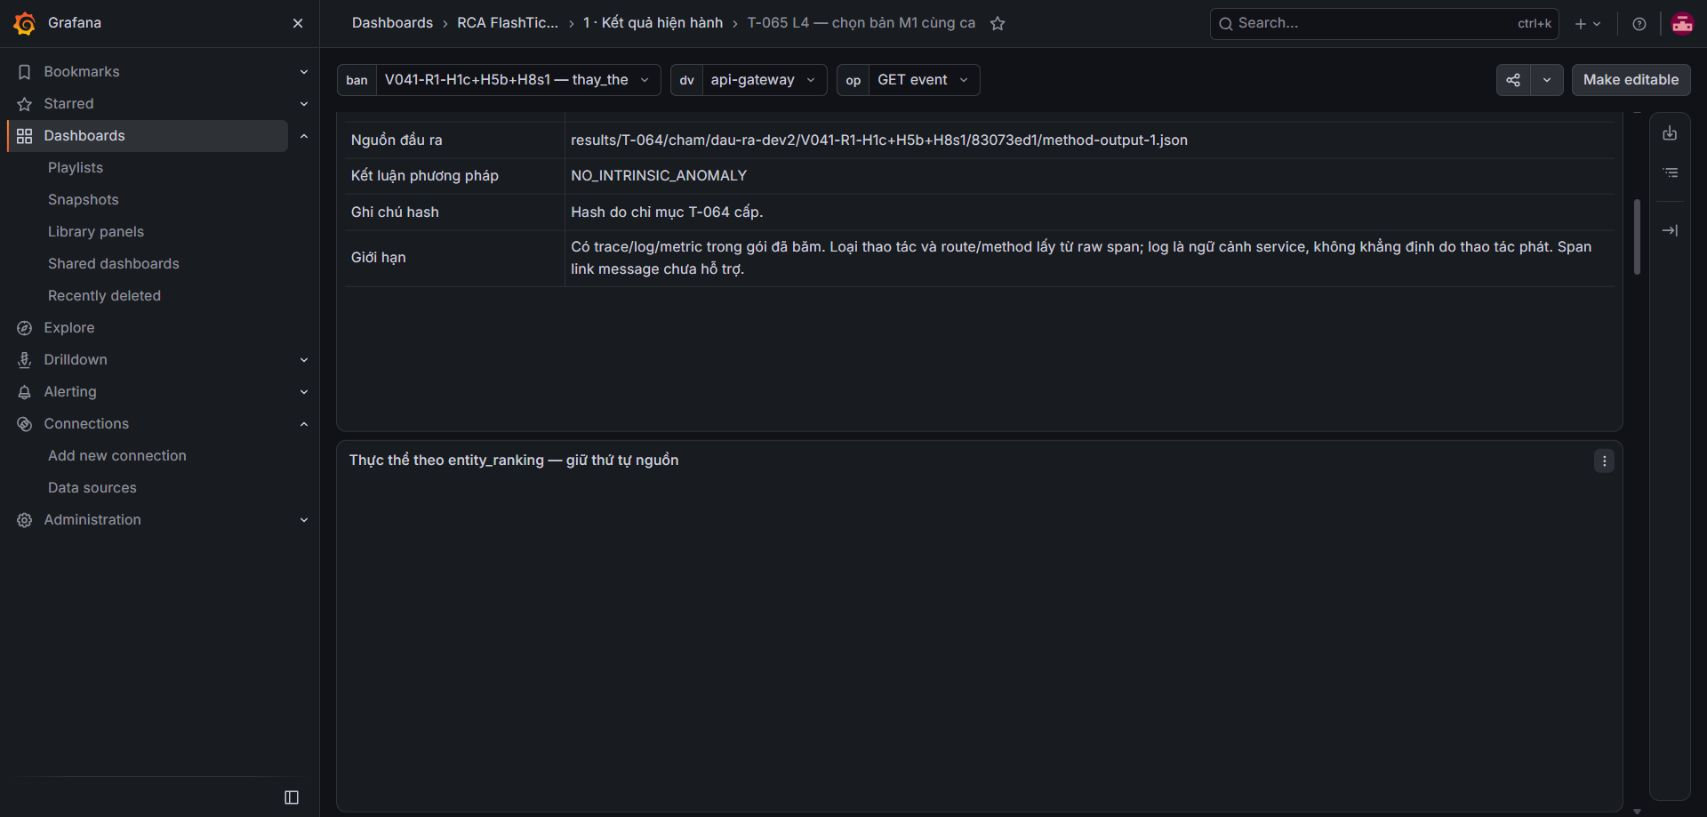 Grafana
Dashboards › RCA FlashTic... › 1 · Kết quả hiện hành › T-065 L4 — chọn bản M1 cùng ca
Search...
ctrl+k
Bookmarks
Starred
Dashboards
Playlists
Snapshots
Library panels
Shared dashboards
Recently deleted
Explore
Drilldown
Alerting
Connections
Add new connection
Data sources
Administration
ban V041-R1-H1c+H5b+H8s1 — thay_the
dv api-gateway
op GET event
Make editable
Nguồn đầu ra results/T-064/cham/dau-ra-dev2/V041-R1-H1c+H5b+H8s1/83073ed1/method-output-1.json
Kết luận phương pháp NO_INTRINSIC_ANOMALY
Ghi chú hash Hash do chỉ mục T-064 cấp.
Giới hạn Có trace/log/metric trong gói đã băm. Loại thao tác và route/method lấy từ raw span; log là ngữ cảnh service, không khẳng định do thao tác phát. Span
link message chưa hỗ trợ.
Thực thể theo entity_ranking — giữ thứ tự nguồn